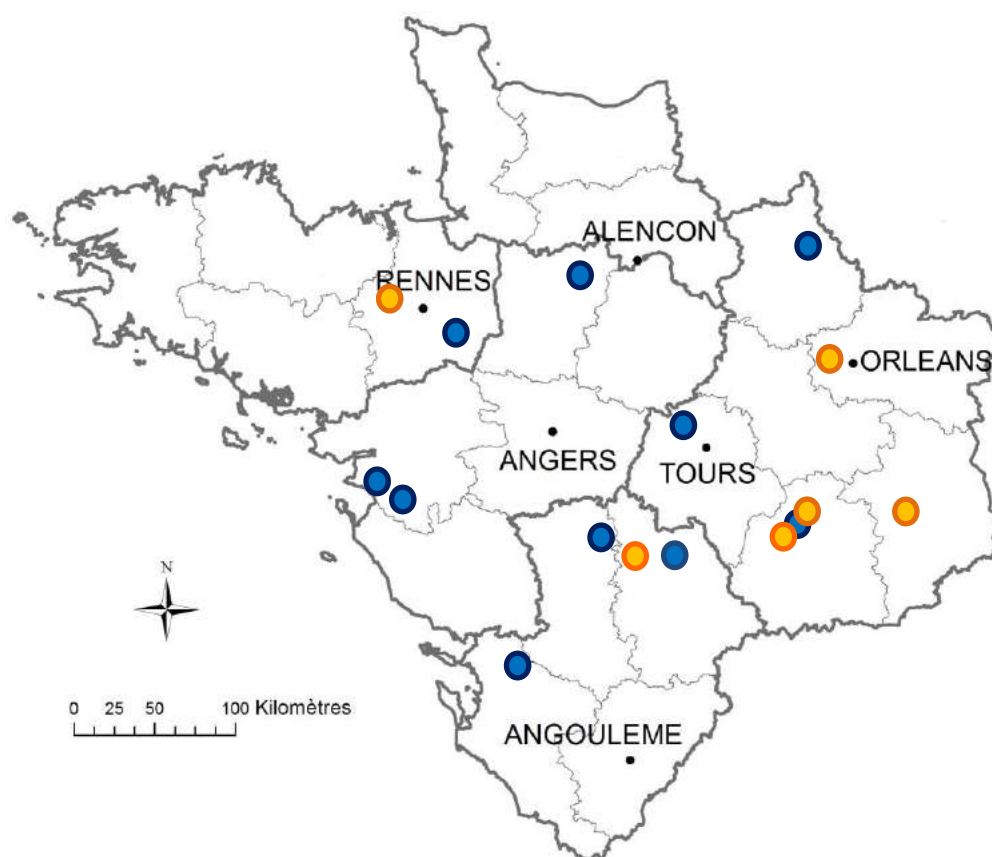 ALENCON
RENNES
ORLEANS
ANGERS
TOURS
N
0 25 50 100 Kilomètres
ANGOULEME